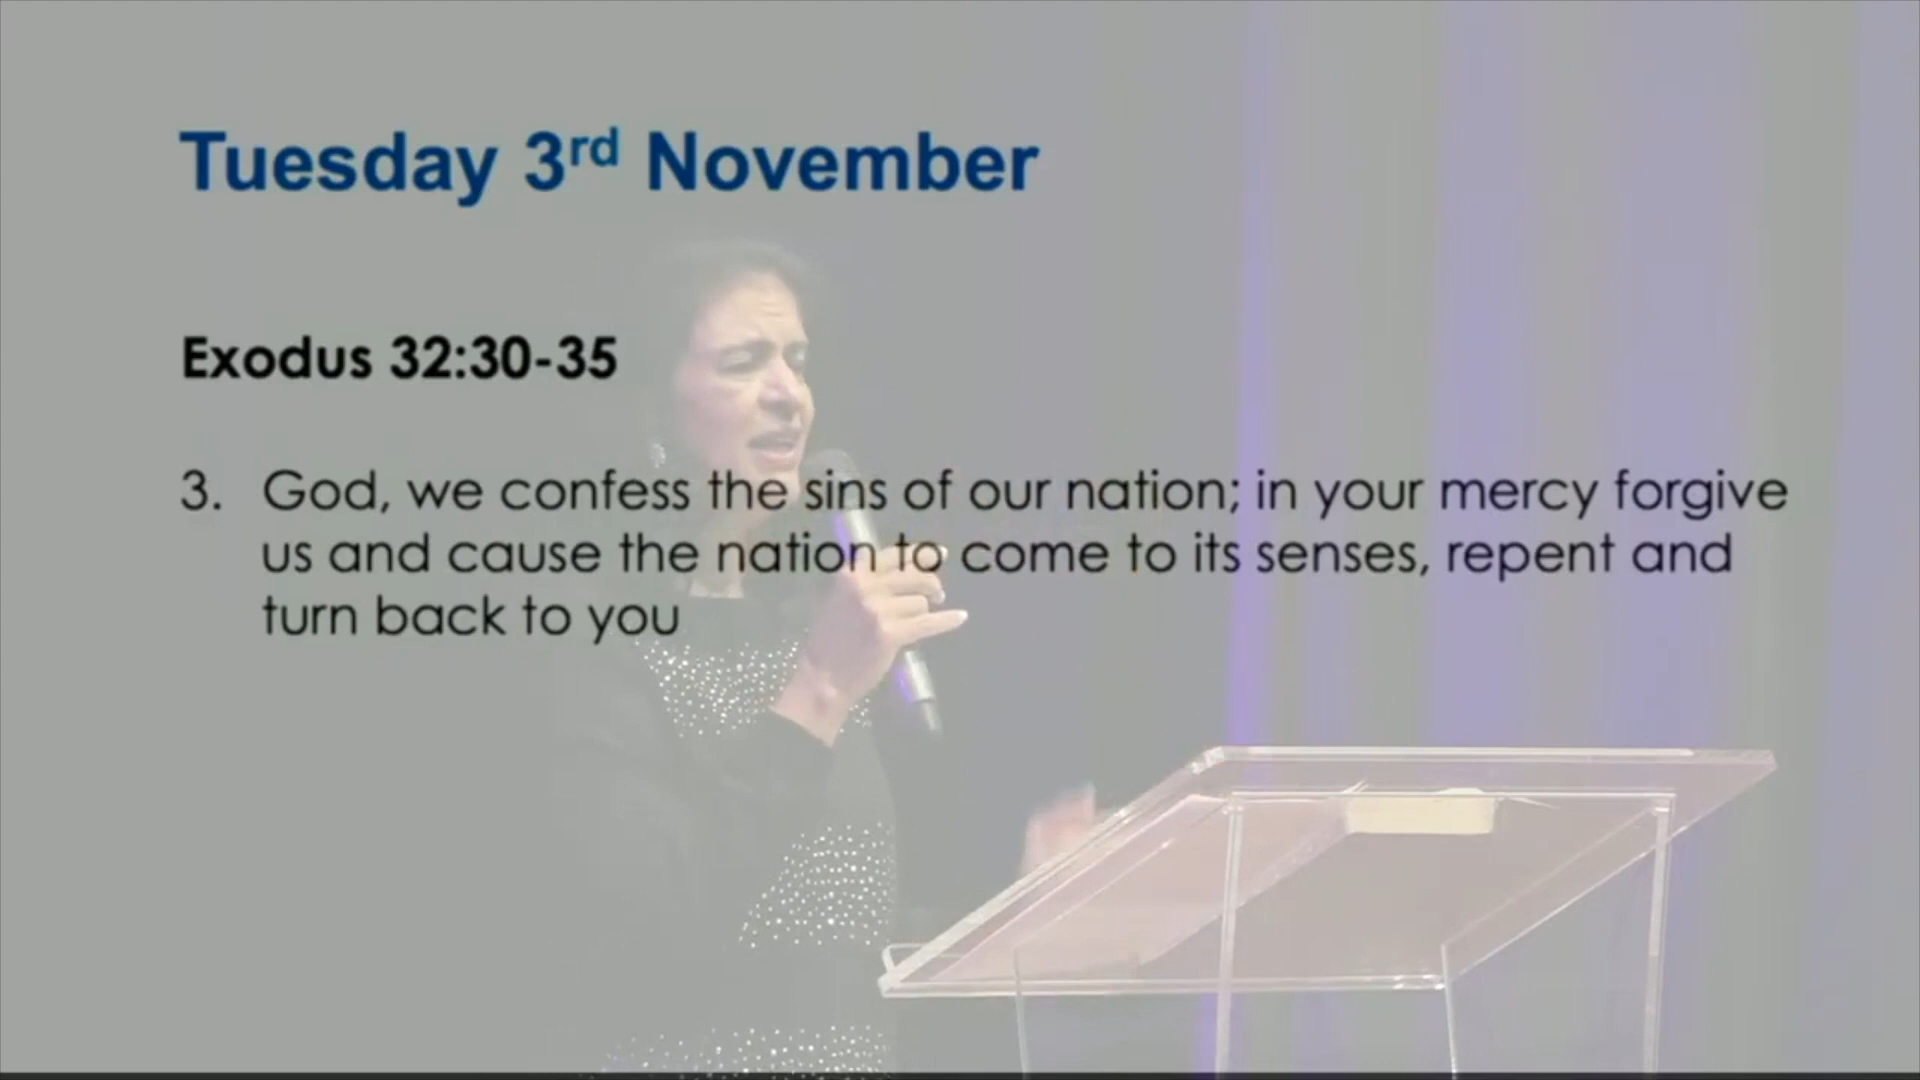 Tuesday 3rd November
Exodus 32:30-35
3. God, we confess the sins of our nation; in your mercy forgive
us and cause the nation to come to its senses, repent and
turn back to you